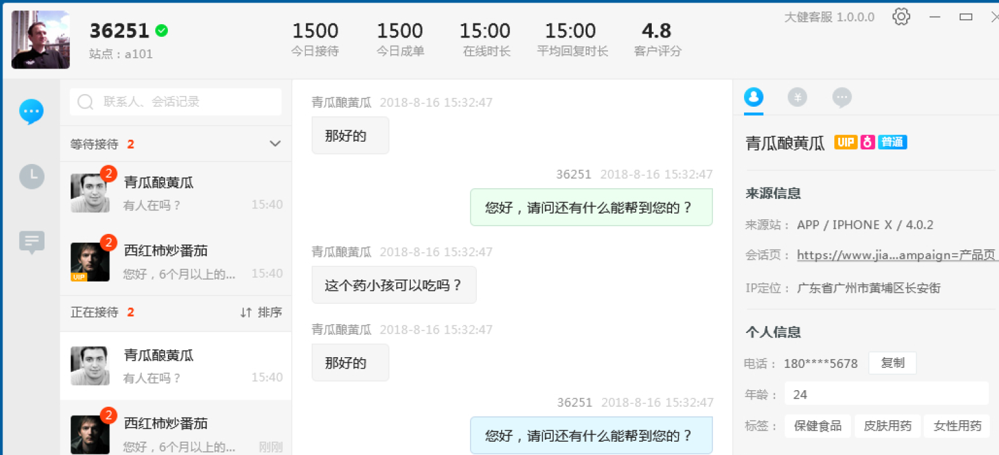 36251
站点：a101
1500
今日接待
1500
今日成单
15:00
在线时长
15:00
平均回复时长
4.8
客户评分
大健客服 1.0.0.0
联系人、会话记录
等待接待 2
2
青瓜酿黄瓜
有人在吗？ 15:40
2
西红柿炒番茄
VIP
您好，6个月以上的... 15:40
正在接待 2 排序
青瓜酿黄瓜
有人在吗？ 15:40
2
西红柿炒番茄
您好，6个月以上的... 刚刚
青瓜酿黄瓜 2018-8-16 15:32:47
那好的
36251 2018-8-16 15:32:47
您好，请问还有什么能帮到您的？
青瓜酿黄瓜 2018-8-16 15:32:47
这个药小孩可以吃吗？
青瓜酿黄瓜 2018-8-16 15:32:47
那好的
36251 2018-8-16 15:32:47
您好，请问还有什么能帮到您的？
¥
青瓜酿黄瓜 VIP 普通
来源信息
来源站： APP / IPHONE X / 4.0.2
会话页： https://www.jia...ampaign=产品页
IP定位： 广东省广州市黄埔区长安街
个人信息
电话： 180****5678 复制
年龄： 24
标签： 保健食品 皮肤用药 女性用药